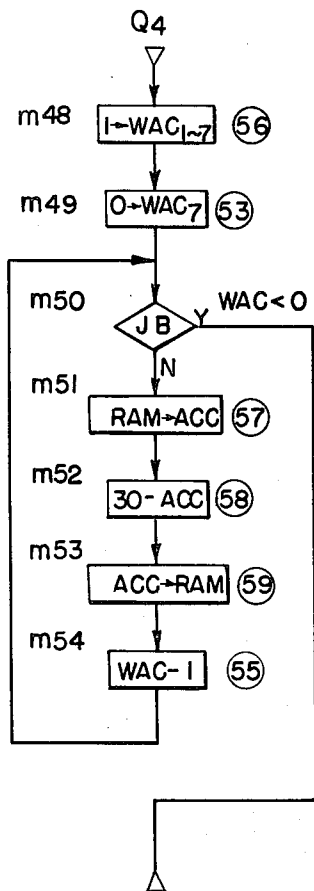 Q4
m48
1→WAC1~7 56
m49
0→WAC7 53
m50
JB Y WAC<0
N
m51
RAM→ACC 57
m52
30-ACC 58
m53
ACC→RAM 59
m54
WAC-1 55